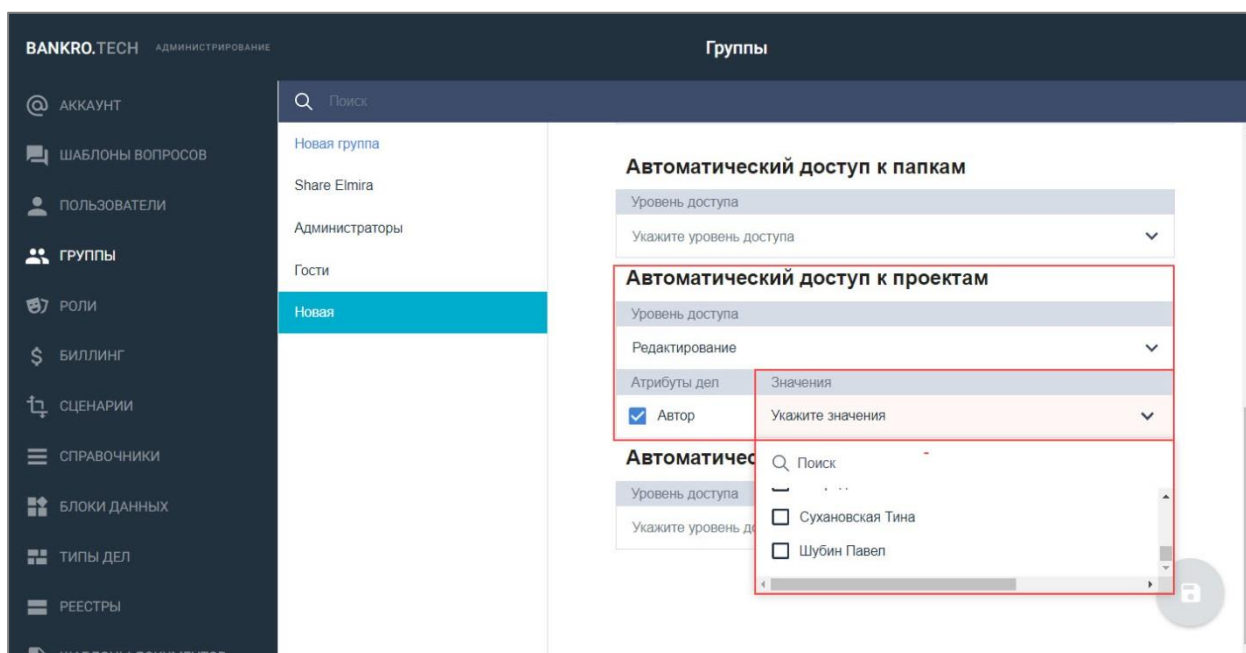 BANKRO.TECH АДМИНИСТРИРОВАНИЕ
Группы
АККАУНТ
ШАБЛОНЫ ВОПРОСОВ
ПОЛЬЗОВАТЕЛИ
ГРУППЫ
РОЛИ
БИЛЛИНГ
СЦЕНАРИИ
СПРАВОЧНИКИ
БЛОКИ ДАННЫХ
ТИПЫ ДЕЛ
РЕЕСТРЫ
Поиск
Новая группа
Share Elmira
Администраторы
Гости
Новая
Автоматический доступ к папкам
Уровень доступа
Укажите уровень доступа
Автоматический доступ к проектам
Уровень доступа
Редактирование
Атрибуты дел Значения
Автор Укажите значения
Поиск
Сухановская Тина
Шубин Павел
Уровень доступа
Укажите уровень